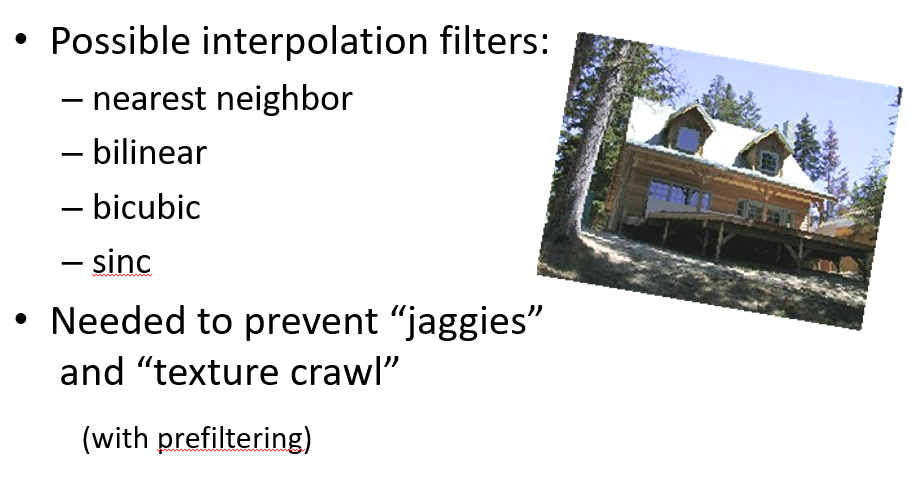 • Possible interpolation filters:
– nearest neighbor
– bilinear
– bicubic
– sinc
• Needed to prevent “jaggies”
and “texture crawl”
(with prefiltering)